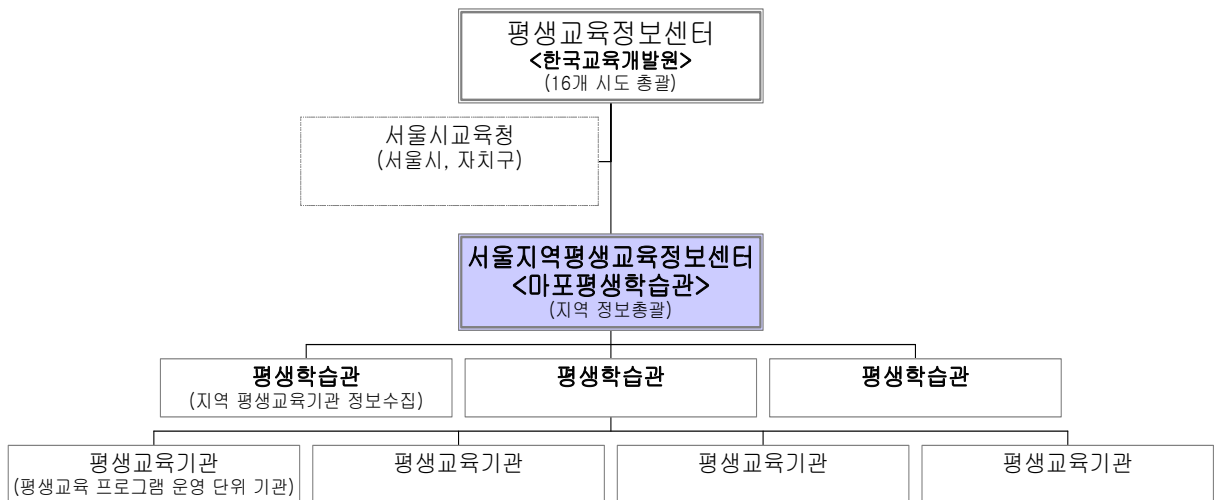 평생교육정보센터
<한국교육개발원>
(16개 시도 총괄)
서울시교육청
(서울시, 자치구)
서울지역평생교육정보센터
<마포평생학습관>
(지역 정보총괄)
평생학습관
(지역 평생교육기관 정보수집)
평생학습관
평생학습관
평생교육기관
(평생교육 프로그램 운영 단위 기관)
평생교육기관
평생교육기관
평생교육기관